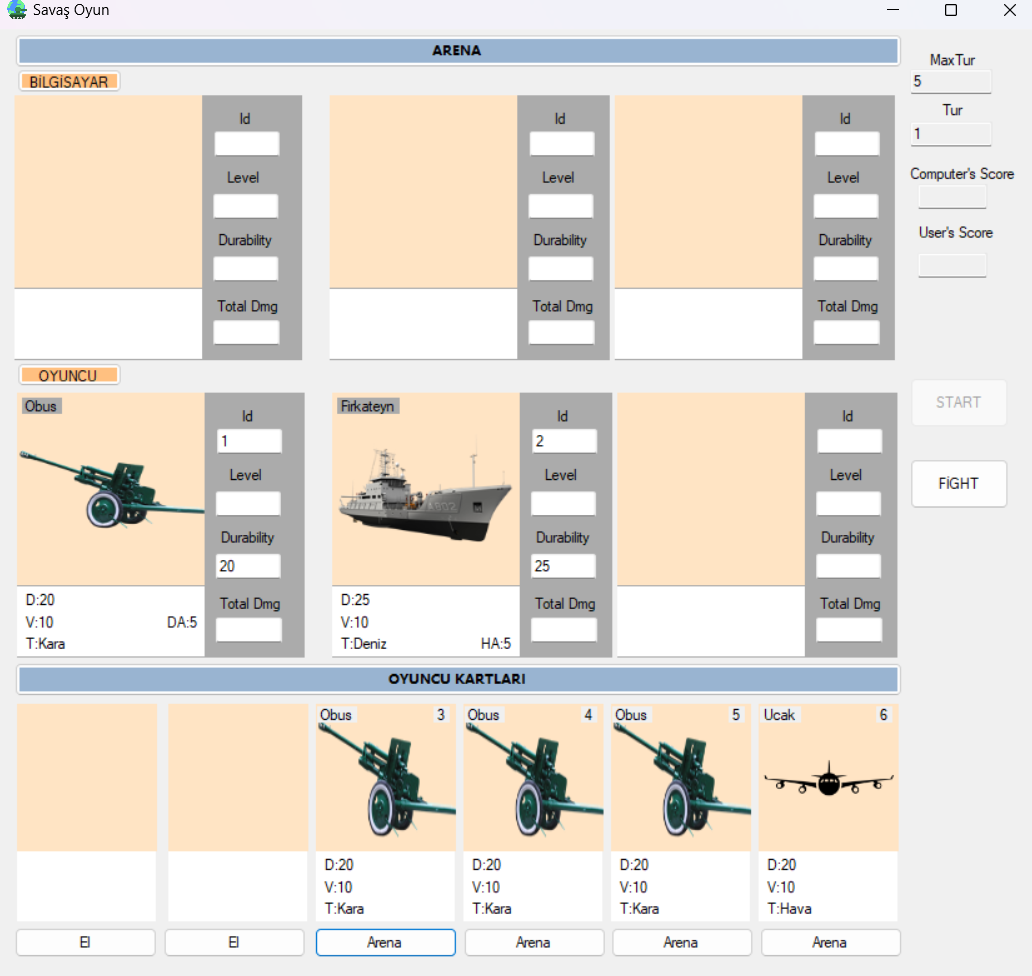 Savaş Oyun
ARENA
MaxTur
5
Tur
1
Computer's Score
User's Score
START
FİGHT
BİLGİSAYAR
Id
Level
Durability
Total Dmg
Id
Level
Durability
Total Dmg
Id
Level
Durability
Total Dmg
OYUNCU
Obus
Id
1
Level
Durability
20
Total Dmg
D:20
V:10
DA:5
T:Kara
Firkateyn
Id
2
Level
Durability
25
Total Dmg
D:25
V:10
T:Deniz
HA:5
Id
Level
Durability
Total Dmg
OYUNCU KARTLARI
El
El
Obus 3
D:20
V:10
T:Kara
Arena
Obus 4
D:20
V:10
T:Kara
Arena
Obus 5
D:20
V:10
T:Kara
Arena
Ucak 6
D:20
V:10
T:Hava
Arena